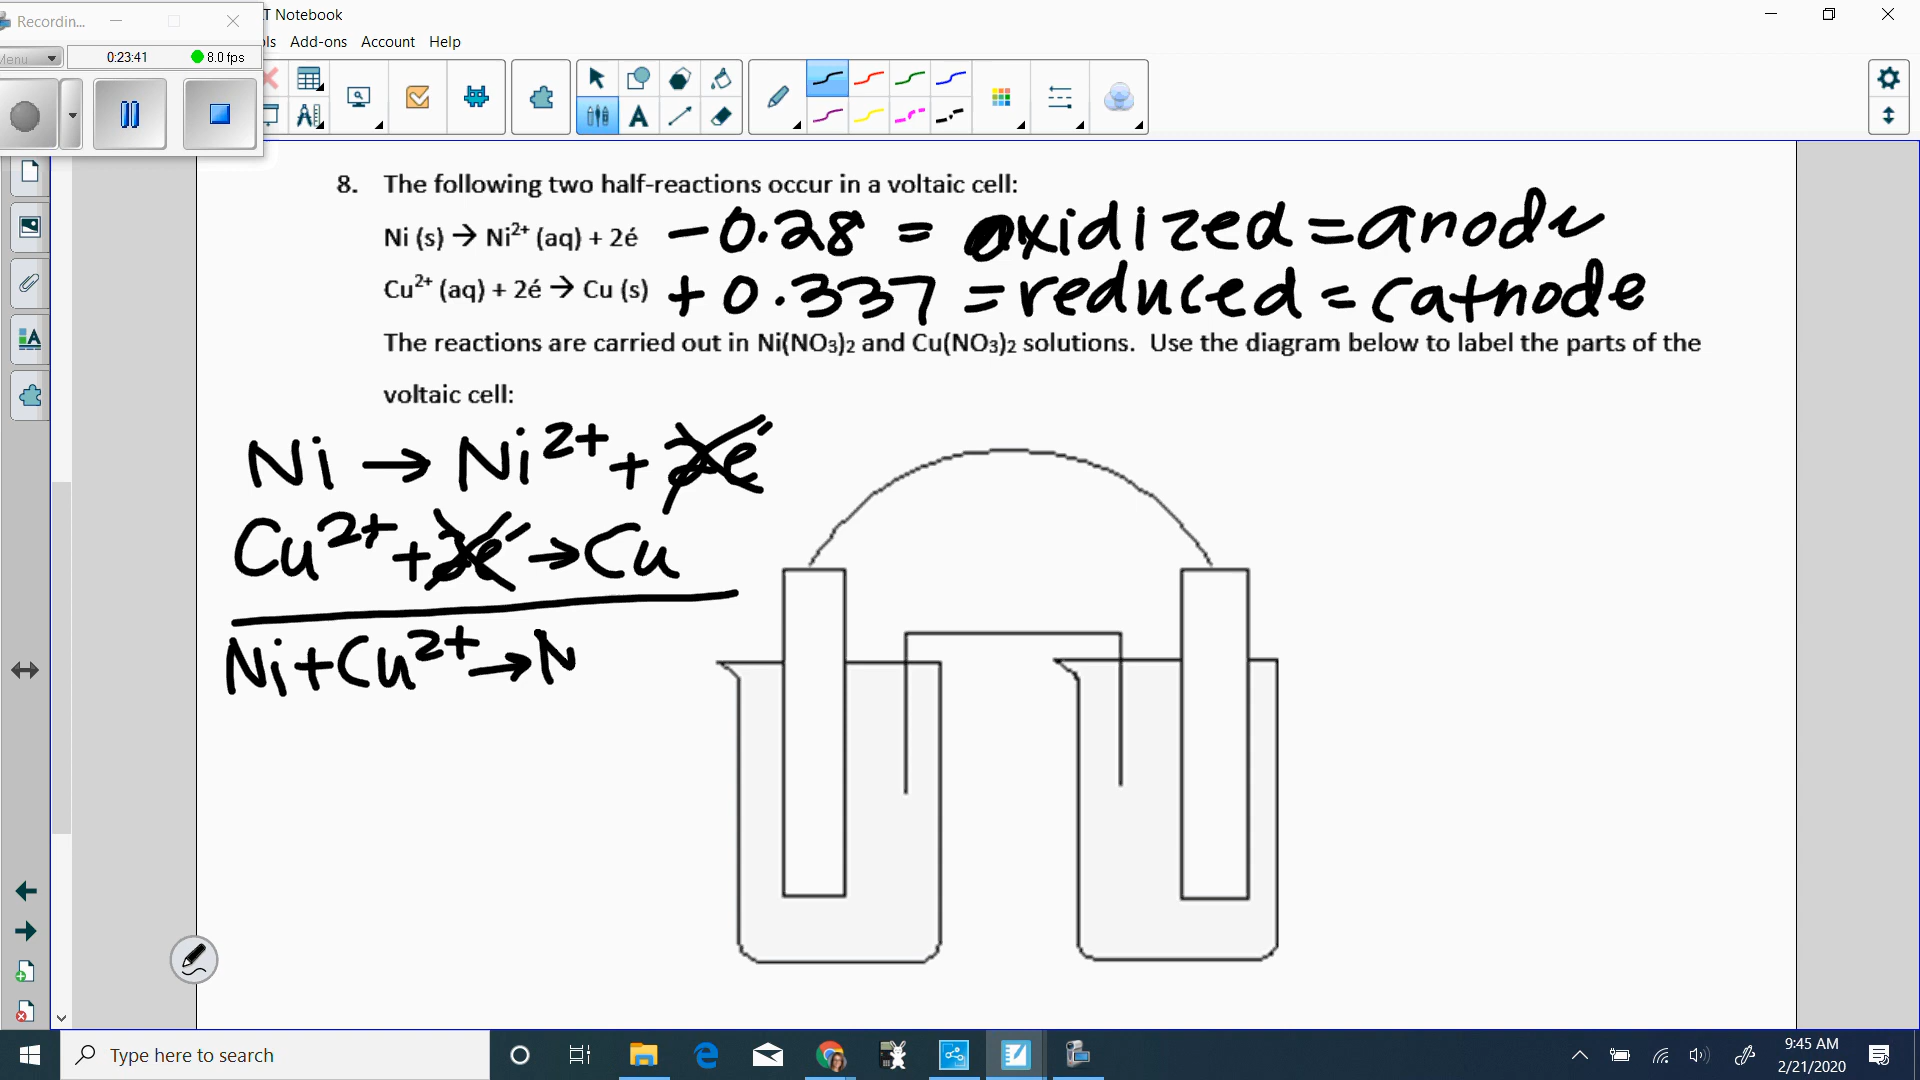 Recordin...
T Notebook
ols Add-ons Account Help
Menu
0:23:41 8.0 fps
8. The following two half-reactions occur in a voltaic cell:
Ni (s) → Ni²⁺ (aq) + 2é -0.28 = oxidized = anode
Cu²⁺ (aq) + 2é → Cu (s) +0.337 = reduced = cathode
The reactions are carried out in Ni(NO₃)₂ and Cu(NO₃)₂ solutions. Use the diagram below to label the parts of the
voltaic cell:
Ni → Ni²⁺ + 2é
Cu²⁺ + 2é → Cu
Ni + Cu²⁺ → N
Type here to search
9:45 AM
2/21/2020